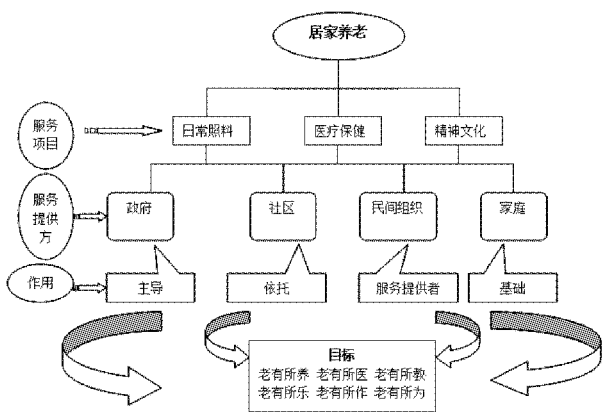 居家养老
服务
项目
日常照料
医疗保健
精神文化
服务
提供
方
政府
社区
民间组织
家庭
作用
主导
依托
服务提供者
基础
目标
老有所养 老有所医 老有所教
老有所乐 老有所作 老有所为